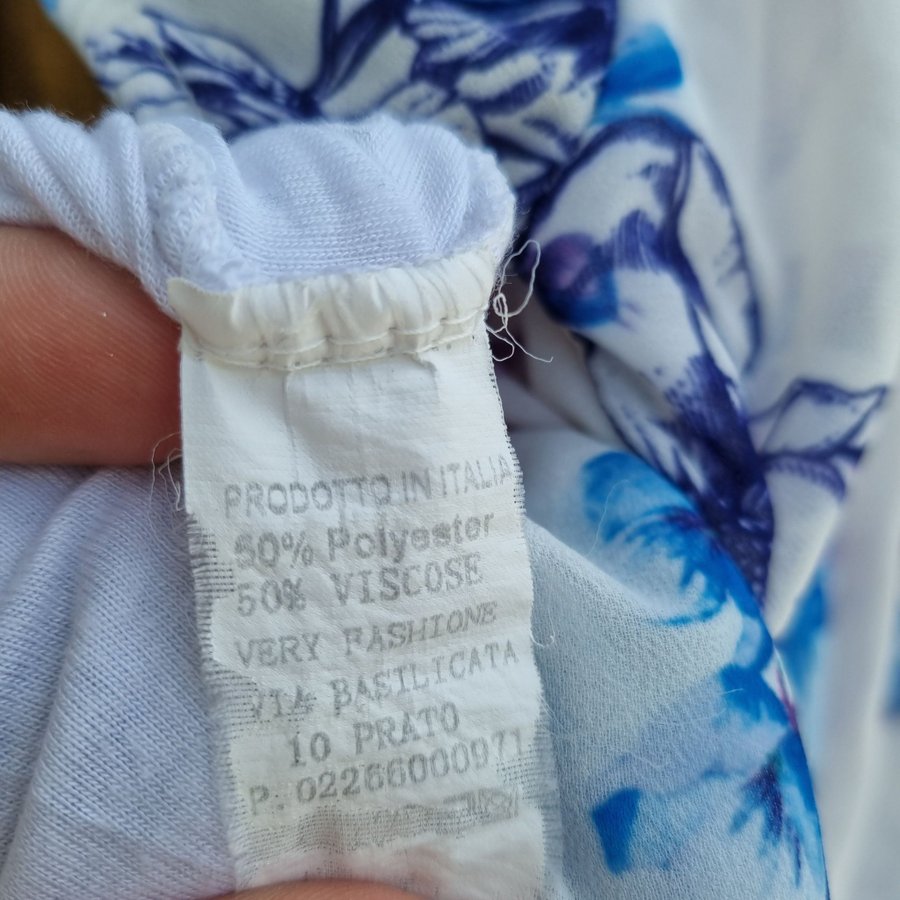 PRODOTTO IN ITALIA
50% Polyester
50% VISCOSE
VERY FASHIONE
VIA BASILICATA
10 PRATO
P. 02266000971